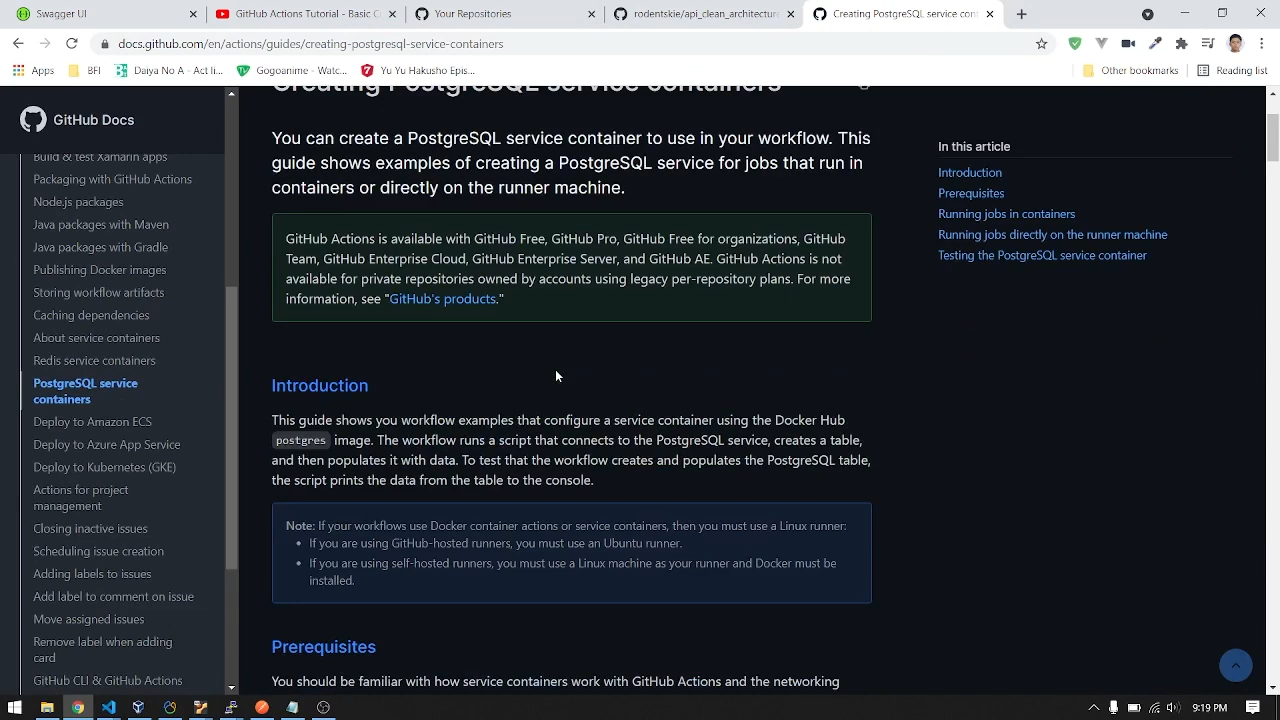 Swagger UI
GitHub Actions Tutorial - Basic C
Your Repositories
rodentskie/api_clean_architecture
Creating PostgreSQL service cont
docs.github.com/en/actions/guides/creating-postgresql-service-containers
Apps
BFI
Daiya No A - Act Ii...
Gogoanime - Watc...
Yu Yu Hakusho Epis...
Other bookmarks
Reading list
GitHub Docs
Build & test Xamarin apps
Packaging with GitHub Actions
Node.js packages
Java packages with Maven
Java packages with Gradle
Publishing Docker images
Storing workflow artifacts
Caching dependencies
About service containers
Redis service containers
PostgreSQL service
containers
Deploy to Amazon ECS
Deploy to Azure App Service
Deploy to Kubernetes (GKE)
Actions for project
management
Closing inactive issues
Scheduling issue creation
Adding labels to issues
Add label to comment on issue
Move assigned issues
Remove label when adding
card
GitHub CLI & GitHub Actions
Creating PostgreSQL service containers
You can create a PostgreSQL service container to use in your workflow. This
guide shows examples of creating a PostgreSQL service for jobs that run in
containers or directly on the runner machine.
GitHub Actions is available with GitHub Free, GitHub Pro, GitHub Free for organizations, GitHub
Team, GitHub Enterprise Cloud, GitHub Enterprise Server, and GitHub AE. GitHub Actions is not
available for private repositories owned by accounts using legacy per-repository plans. For more
information, see "GitHub's products."
Introduction
This guide shows you workflow examples that configure a service container using the Docker Hub
postgres image. The workflow runs a script that connects to the PostgreSQL service, creates a table,
and then populates it with data. To test that the workflow creates and populates the PostgreSQL table,
the script prints the data from the table to the console.
Note: If your workflows use Docker container actions or service containers, then you must use a Linux runner:
• If you are using GitHub-hosted runners, you must use an Ubuntu runner.
• If you are using self-hosted runners, you must use a Linux machine as your runner and Docker must be
installed.
Prerequisites
You should be familiar with how service containers work with GitHub Actions and the networking
In this article
Introduction
Prerequisites
Running jobs in containers
Running jobs directly on the runner machine
Testing the PostgreSQL service container
9:19 PM